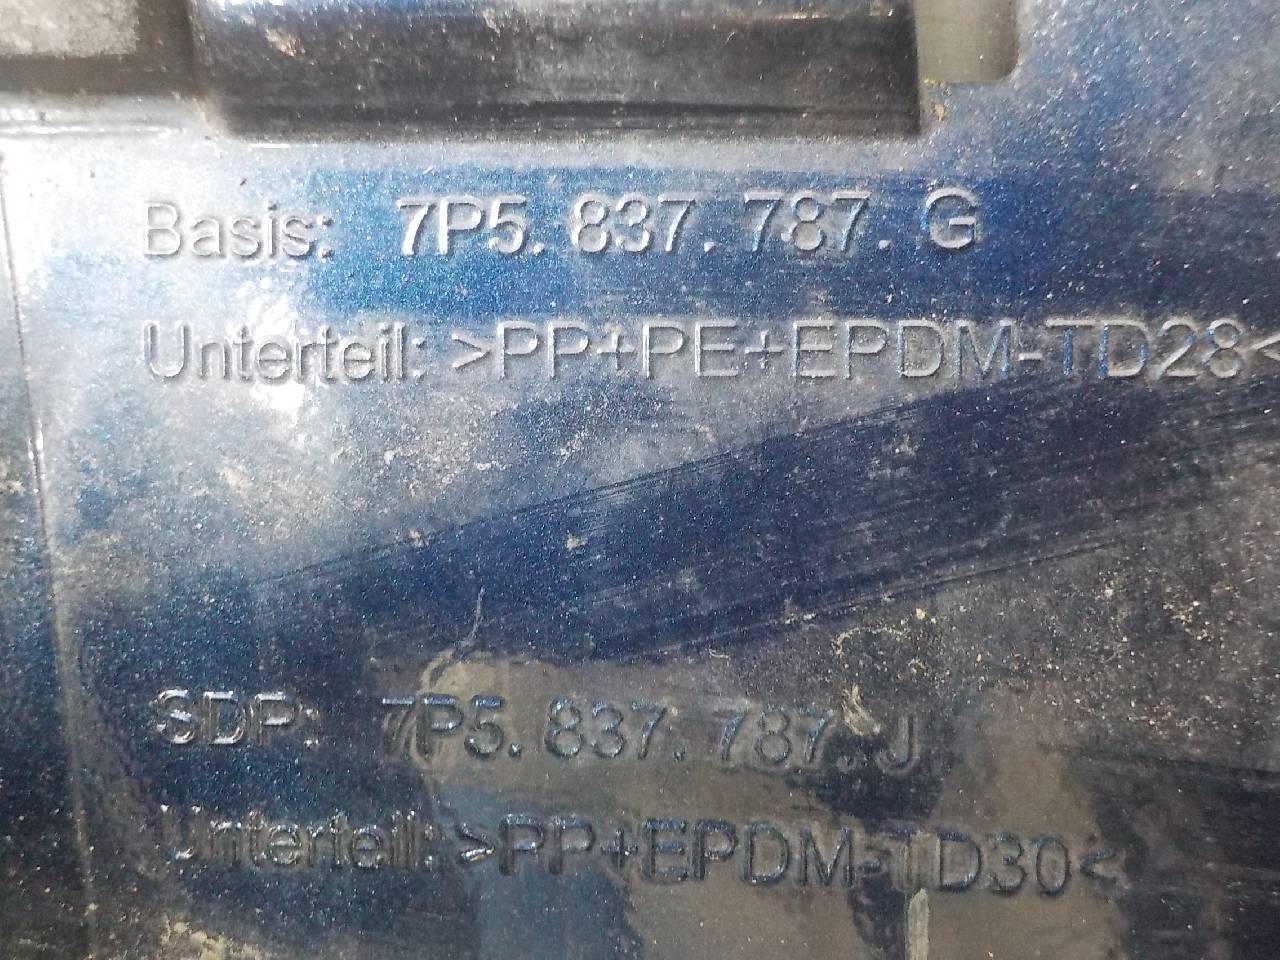 Basis: 7P5. 837. 787. G
Unterteil: >PP+PE+EPDM-TD28<
SDP: 7P5. 837. 787. J
Unterteil: >PP+EPDM-TD30<